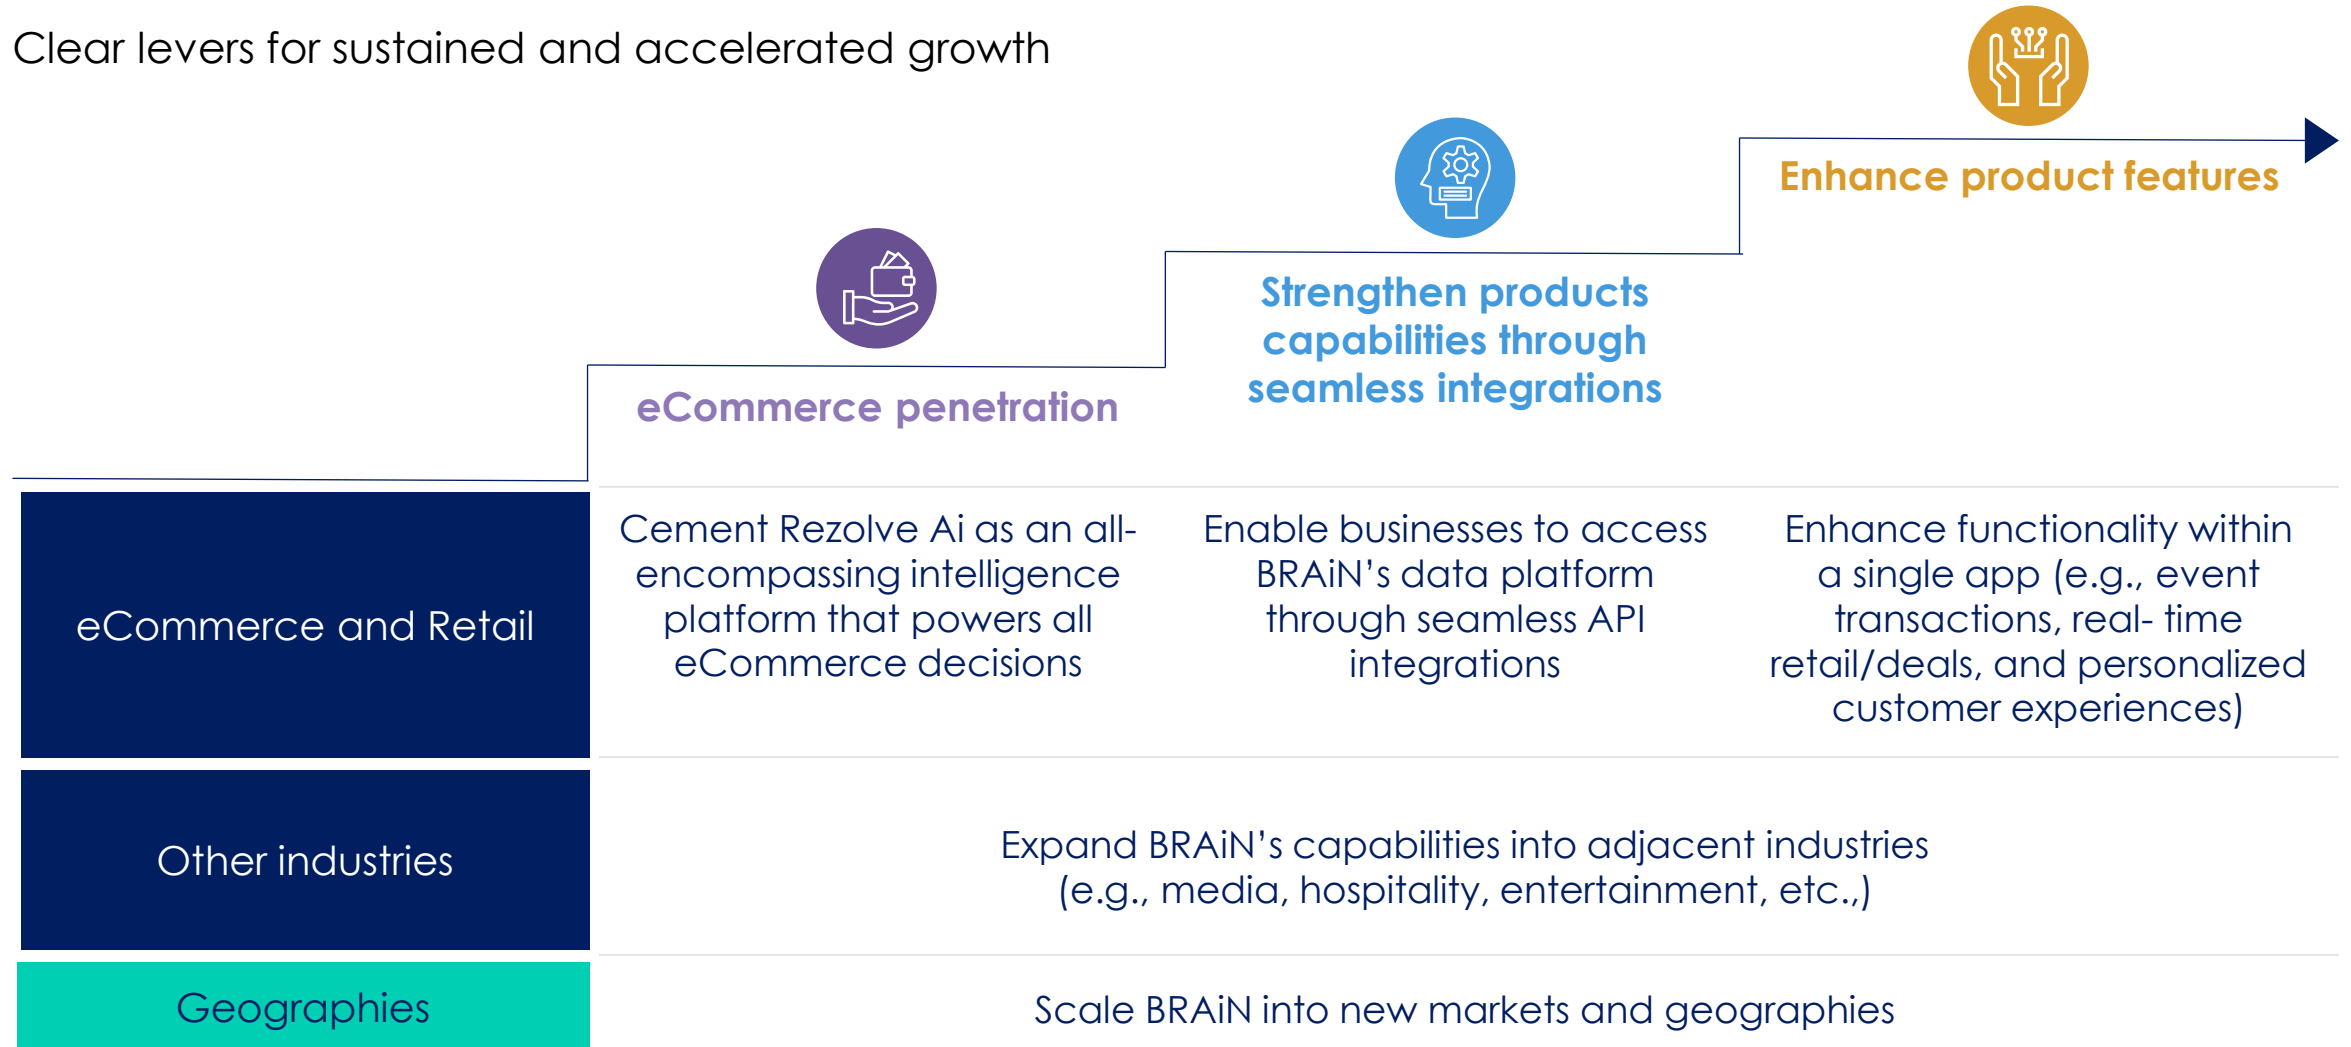 Clear levers for sustained and accelerated growth
Enhance product features
Strengthen products
capabilities through
seamless integrations
eCommerce penetration
eCommerce and Retail
Cement Rezolve Ai as an all-
encompassing intelligence
platform that powers all
eCommerce decisions
Enable businesses to access
BRAiN’s data platform
through seamless API
integrations
Enhance functionality within
a single app (e.g., event
transactions, real- time
retail/deals, and personalized
customer experiences)
Other industries
Expand BRAiN’s capabilities into adjacent industries
(e.g., media, hospitality, entertainment, etc.,)
Geographies
Scale BRAiN into new markets and geographies